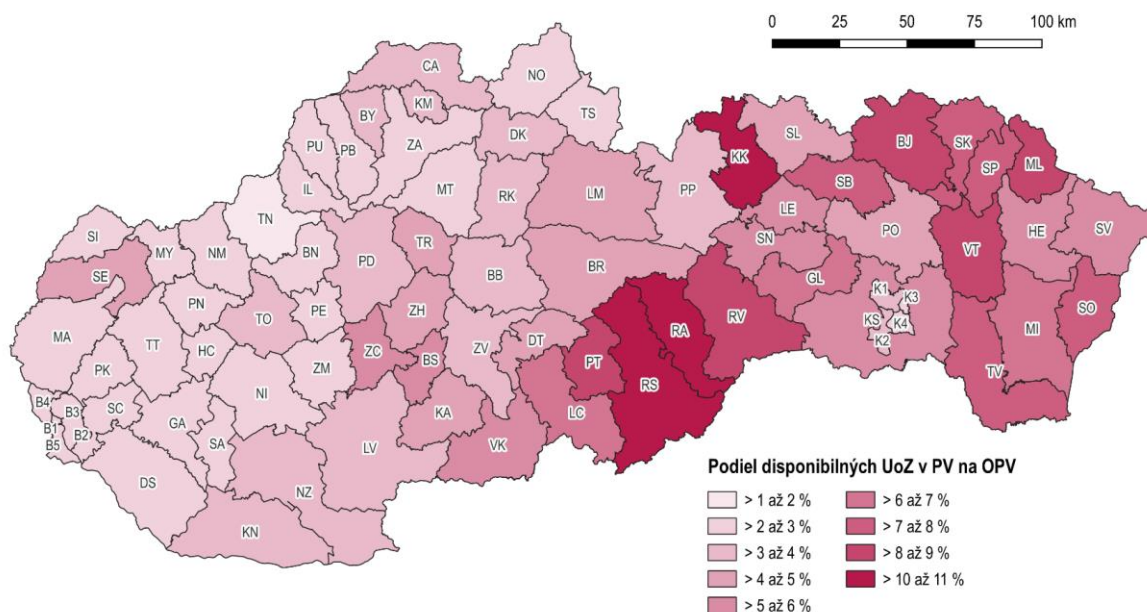 0 25 50 75 100 km
CA
NO
BY
KM
TS
PU
PB
ZA
DK
SL
BJ
SK
SP
ML
KK
IL
MT
RK
LM
PP
SB
TN
LE
PO
HE
SV
SI
MY
NM
BN
PD
TR
BB
BR
SN
VT
SE
GL
K1
K3
KS
K4
K2
PN
PE
ZH
RV
RA
MI
SO
TO
MA
TT
HC
ZC
BS
ZV
DT
PT
RS
TV
PK
ZM
NI
B4
B3
SC
GA
SA
KA
LC
B1
B2
B5
LV
VK
DS
NZ
KN
Podiel disponibilných UoZ v PV na OPV
> 1 až 2 %
> 2 až 3 %
> 3 až 4 %
> 4 až 5 %
> 5 až 6 %
> 6 až 7 %
> 7 až 8 %
> 8 až 9 %
> 10 až 11 %